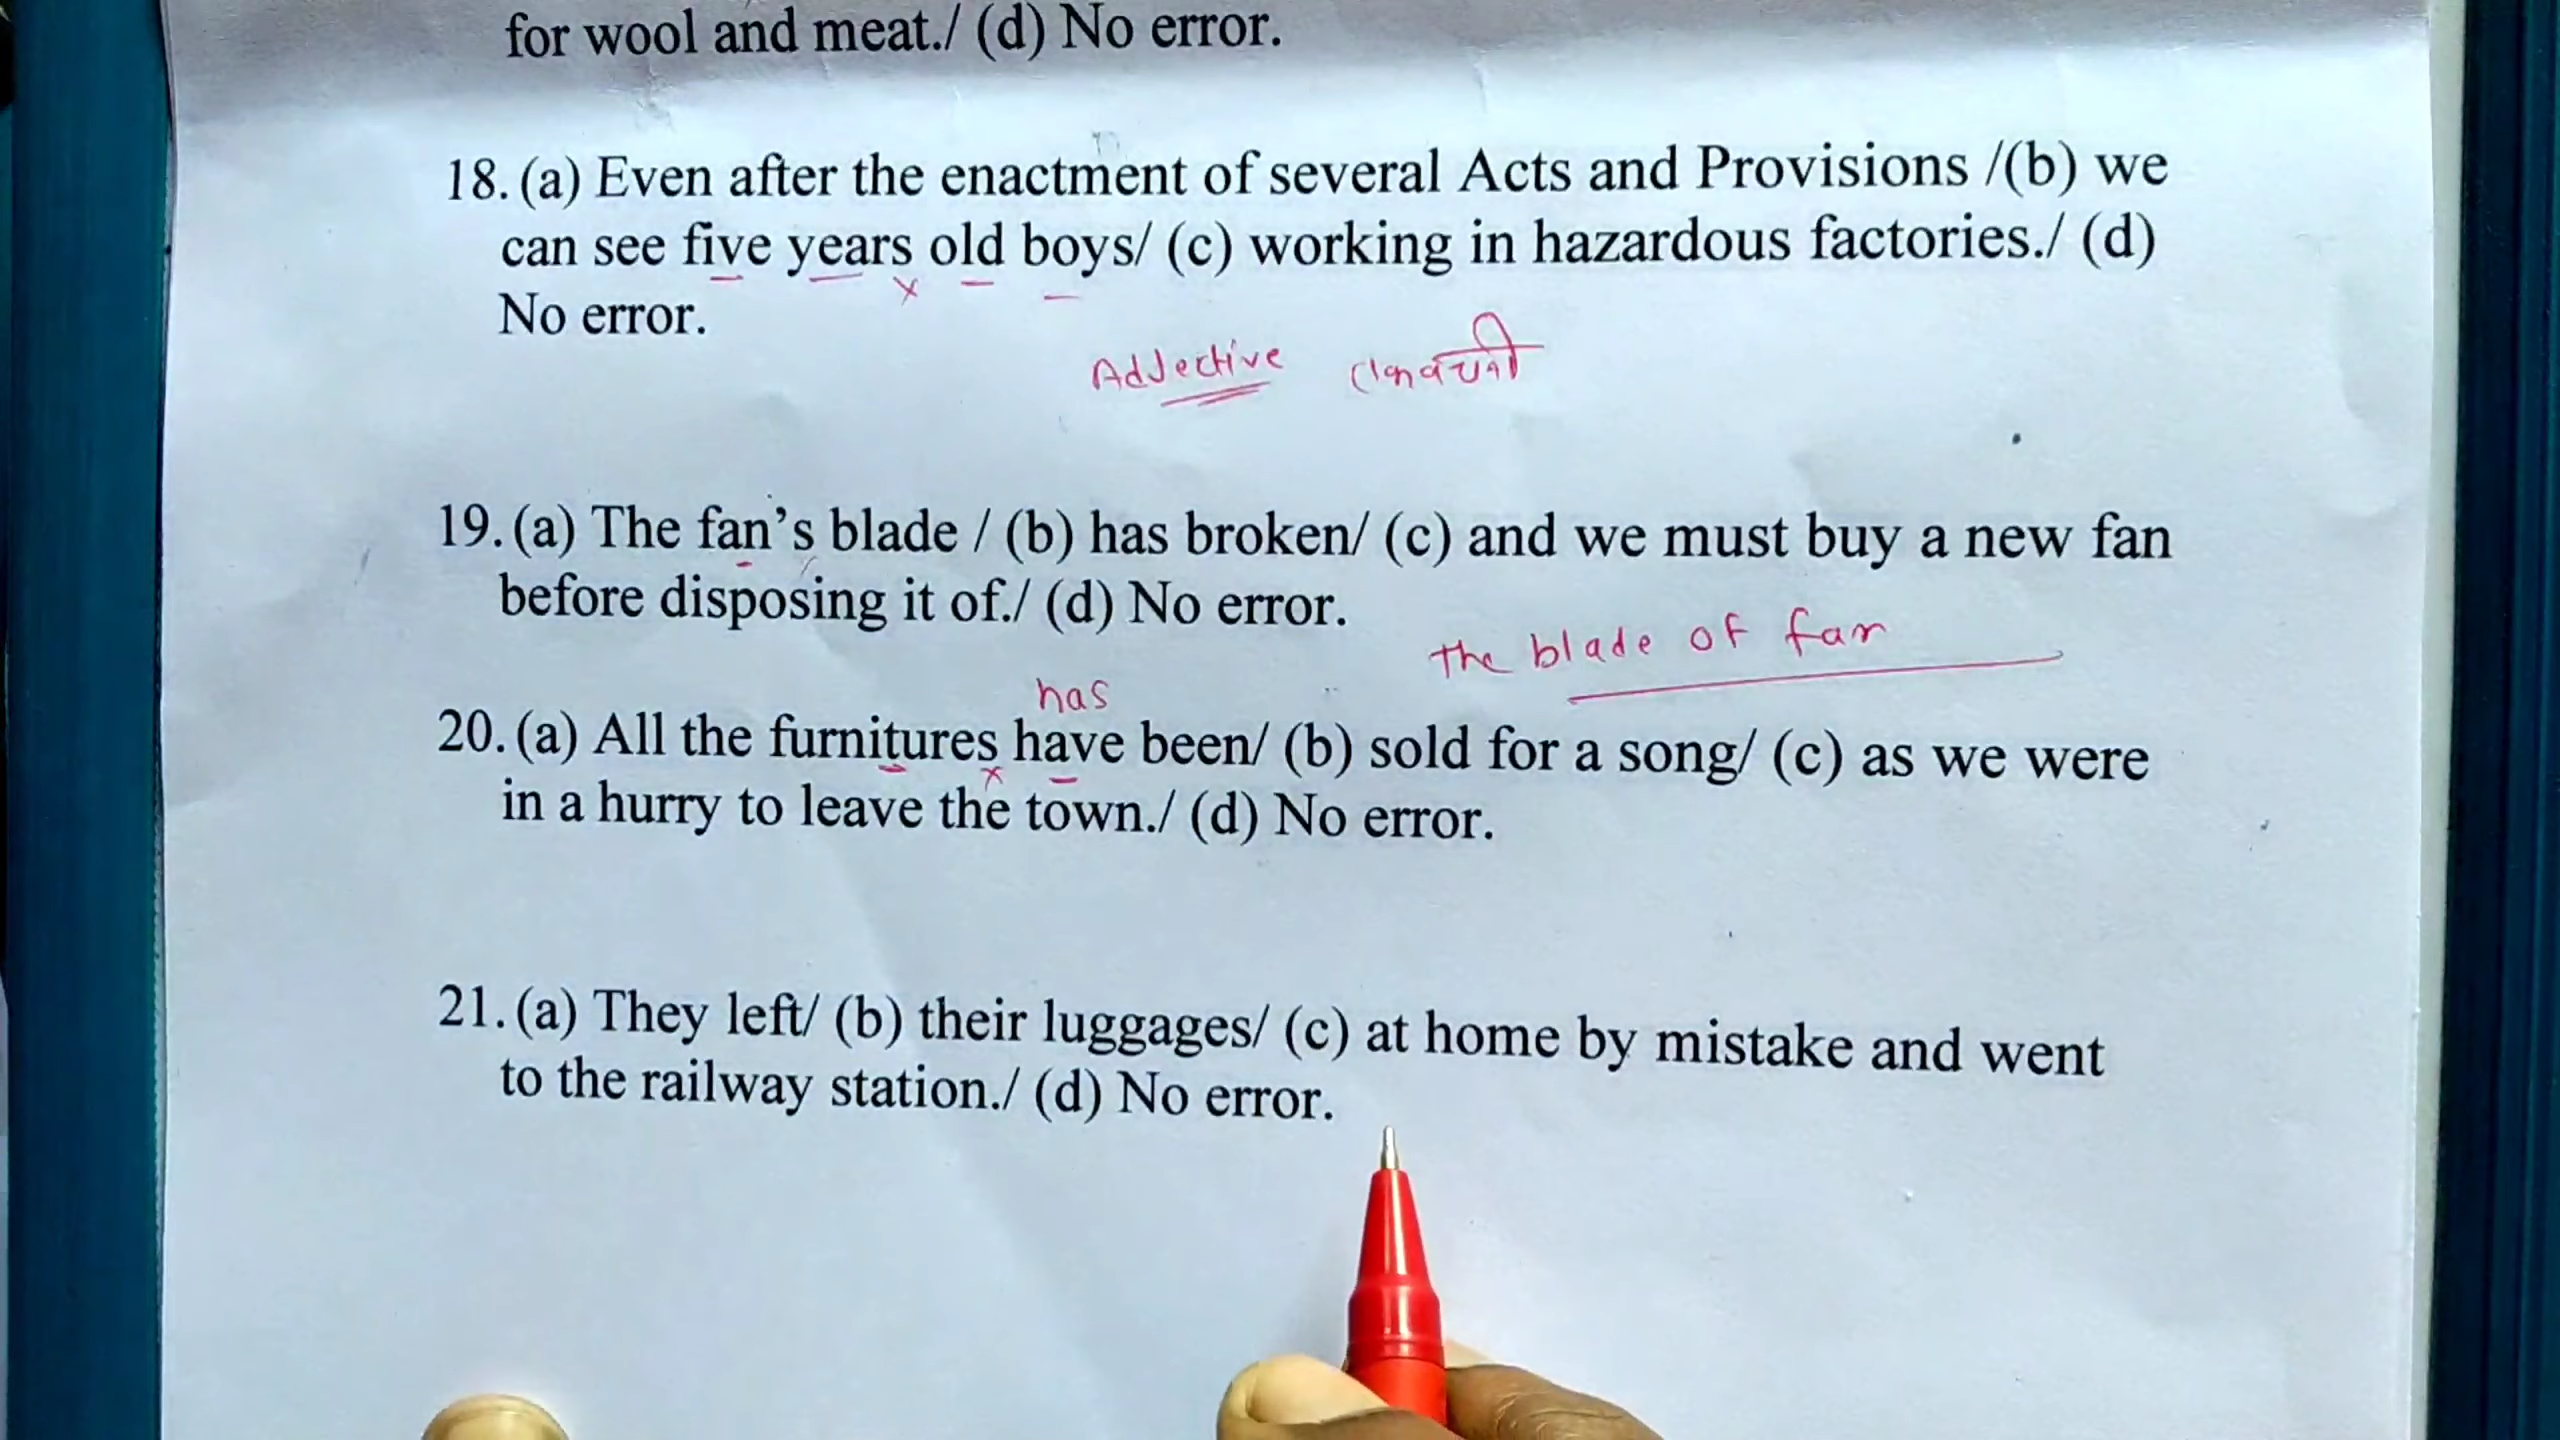 for wool and meat./ (d) No error.
18. (a) Even after the enactment of several Acts and Provisions /(b) we
can see five years old boys/ (c) working in hazardous factories./ (d)
No error.
Adjective
19. (a) The fan’s blade / (b) has broken/ (c) and we must buy a new fan
before disposing it of./ (d) No error.
the blade of fan
has
20. (a) All the furnitures have been/ (b) sold for a song/ (c) as we were
in a hurry to leave the town./ (d) No error.
21. (a) They left/ (b) their luggages/ (c) at home by mistake and went
to the railway station./ (d) No error.